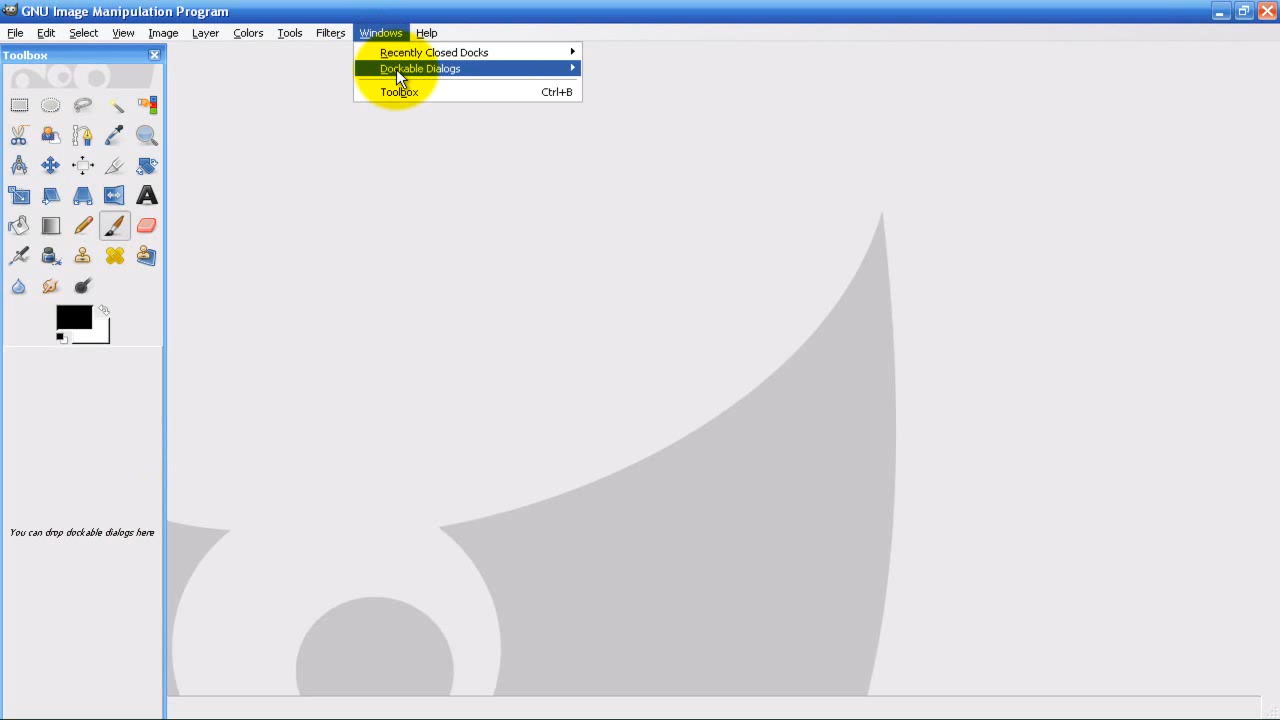 GNU Image Manipulation Program
File Edit Select View Image Layer Colors Tools Filters Windows Help
Toolbox
Recently Closed Docks
Dockable Dialogs
Toolbox Ctrl+B
You can drop dockable dialogs here